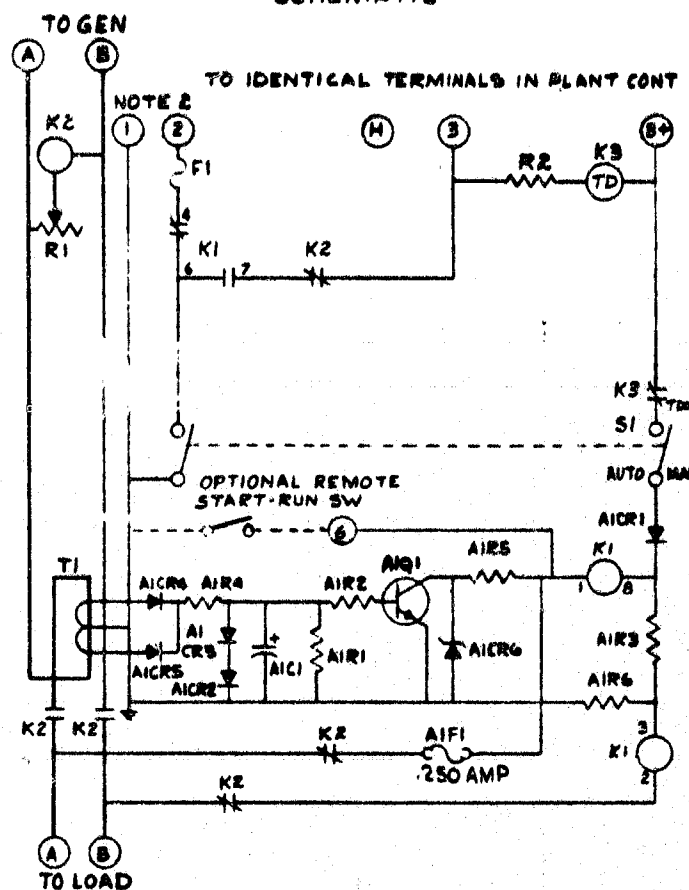 TO GEN
A B
TO IDENTICAL TERMINALS IN PLANT CONT
NOTE 2
K2 1 2 H 3 B+
F1 R2 K3
TD
4
R1 K1 K2
6 7
K3
S1
AUTO
OPTIONAL REMOTE
START-RUN SW
6
A1CR1
T1 A1Q1 A1R5 K1
1 8
A1CR4 A1R4 A1R2
A1 CR3 + A1R3
A1CR5 A1CR2 A1C1 A1R1 A1CR6 A1R6
K2 K2 K2 A1F1 3
K1
.250 AMP 2
K2
A B
TO LOAD